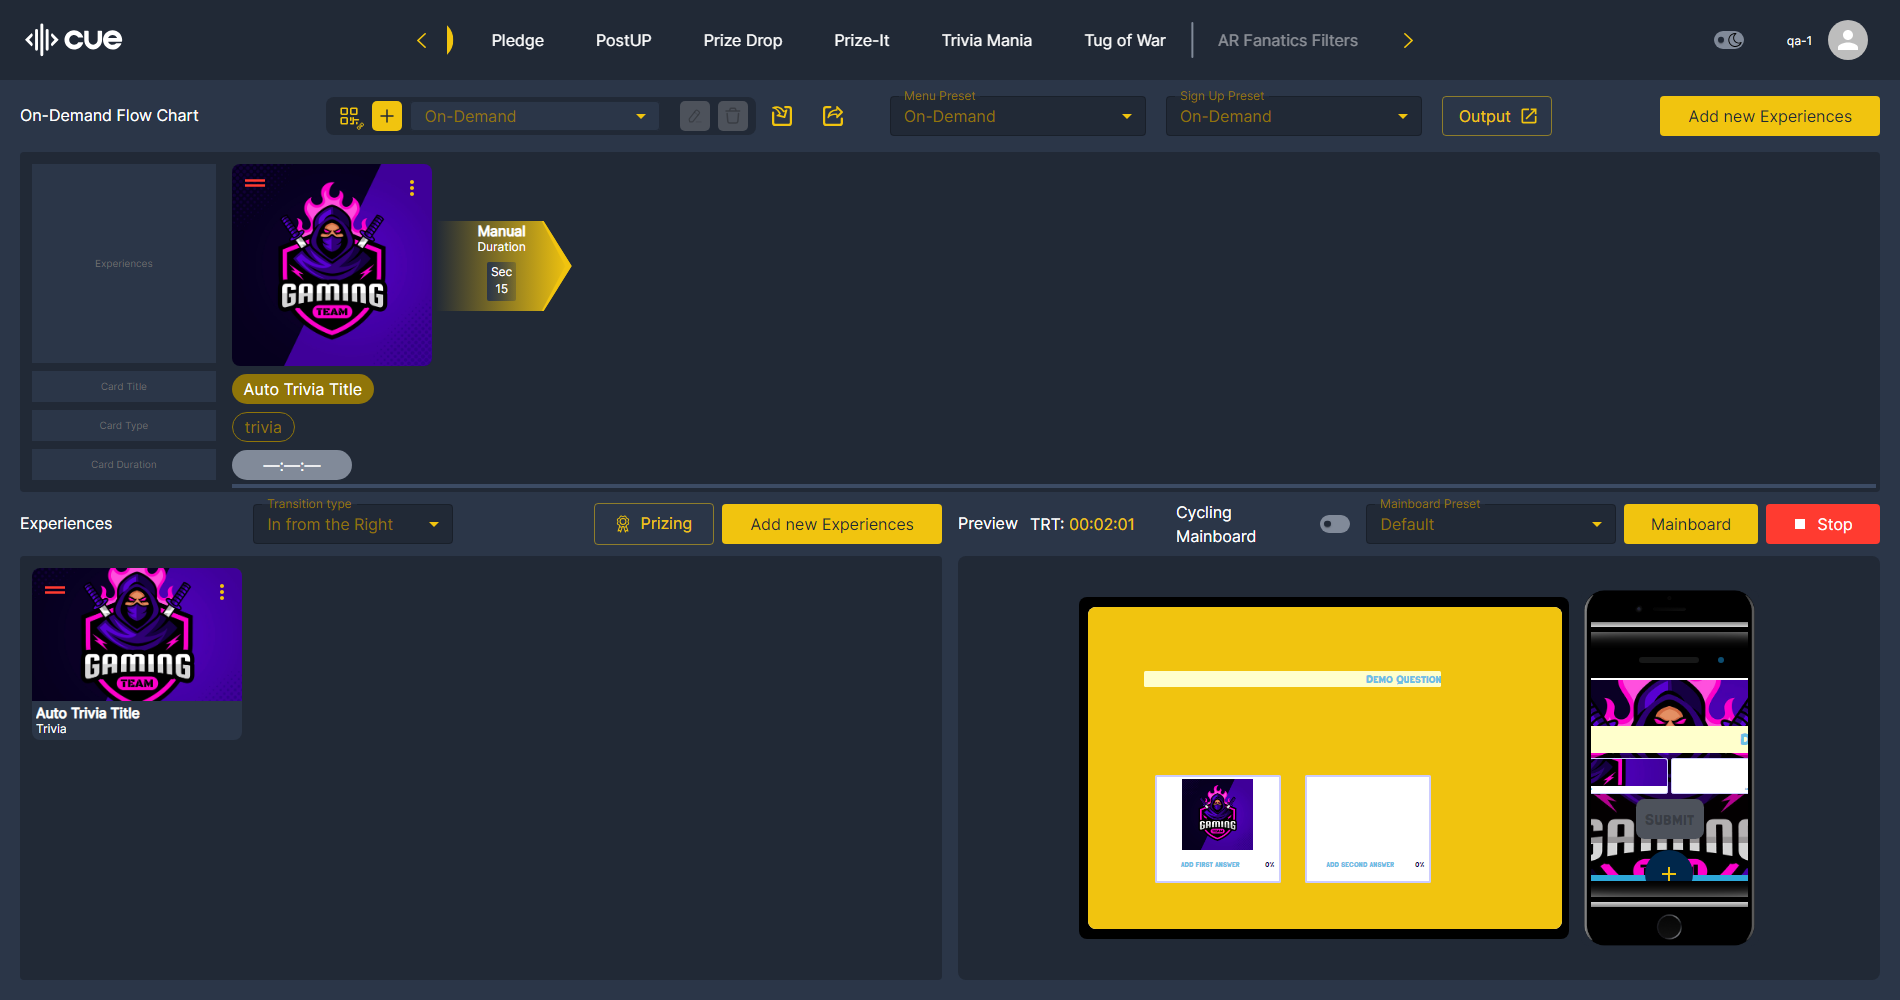 cue
Pledge
PostUP
Prize Drop
Prize-It
Trivia Mania
Tug of War
AR Fanatics Filters
qa-1
On-Demand Flow Chart
On-Demand
Menu Preset
On-Demand
Sign Up Preset
On-Demand
Output
Add new Experiences
Experiences
GAMING
TEAM
Manual
Duration
Sec
15
Card Title
Auto Trivia Title
Card Type
trivia
Card Duration
—:—:—
Experiences
Transition type
In from the Right
Prizing
Add new Experiences
Preview
TRT: 00:02:01
Cycling
Mainboard
Mainboard Preset
Default
Mainboard
Stop
GAMING
TEAM
Auto Trivia Title
Trivia
DEMO QUESTION
GAMING
ADD FIRST ANSWER
0%
ADD SECOND ANSWER
0%
SUBMIT
GAMING